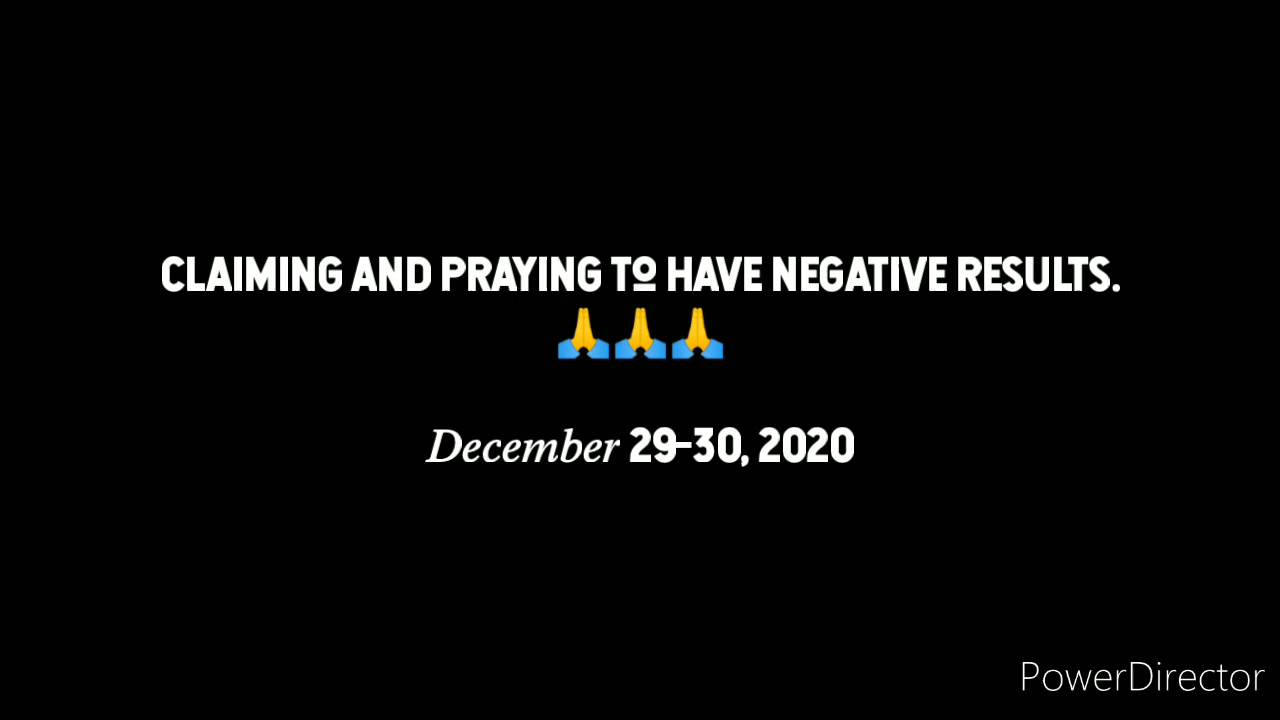 CLAIMING AND PRAYING TO HAVE NEGATIVE RESULTS.
🙏🙏🙏
December 29-30, 2020
PowerDirector